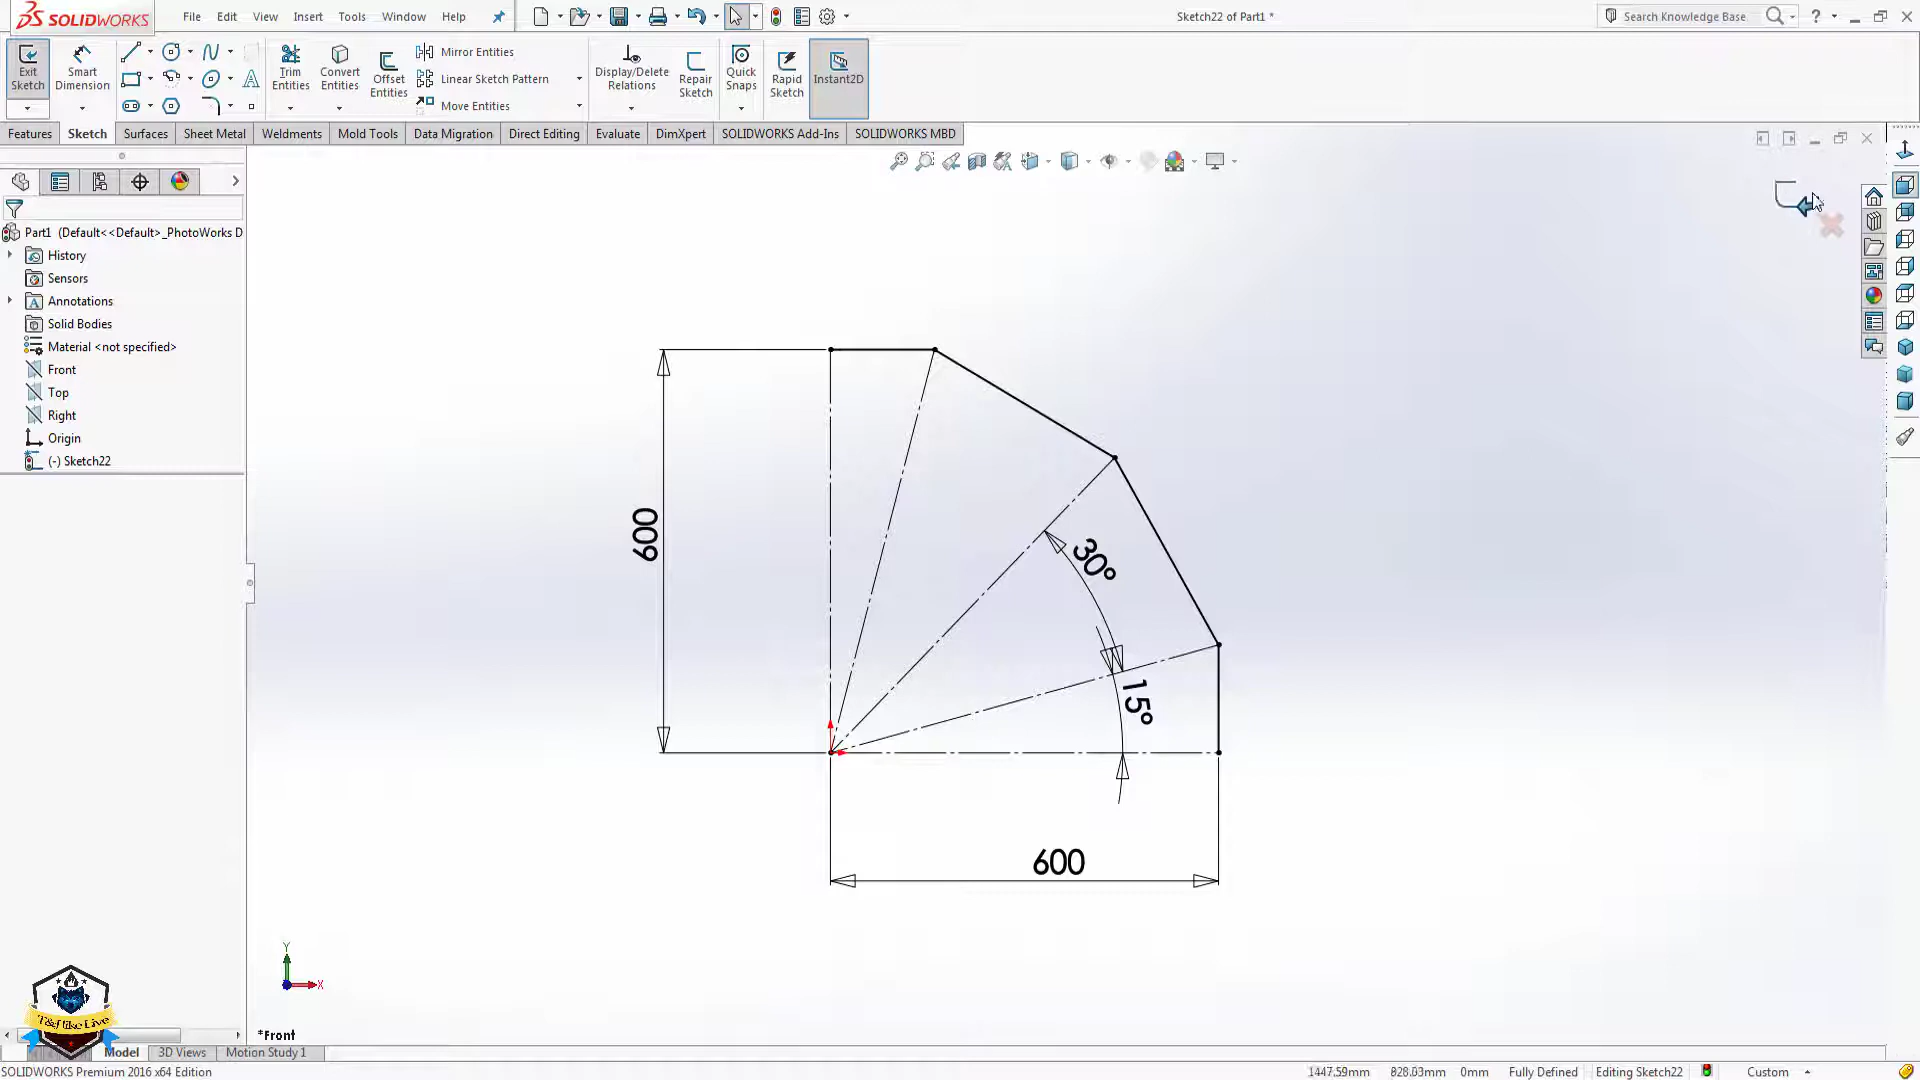 SOLIDWORKS
File Edit View Insert Tools Window Help
Sketch22 of Part1 *
Search Knowledge Base
?
Exit Sketch
Smart Dimension
Trim Entities
Convert Entities
Offset Entities
Mirror Entities
Linear Sketch Pattern
Move Entities
Display/Delete Relations
Repair Sketch
Quick Snaps
Rapid Sketch
Instant2D
Features Sketch Surfaces Sheet Metal Weldments Mold Tools Data Migration Direct Editing Evaluate DimXpert SOLIDWORKS Add-Ins SOLIDWORKS MBD
Part1 (Default<<Default>_PhotoWorks D
History
Sensors
Annotations
Solid Bodies
Material <not specified>
Front
Top
Right
Origin
(-) Sketch22
600
30°
15°
600
Y
X
*Front
T&f like Live
Model 3D Views Motion Study 1
SOLIDWORKS Premium 2016 x64 Edition
1447.59mm 828.03mm 0mm Fully Defined Editing Sketch22 Custom